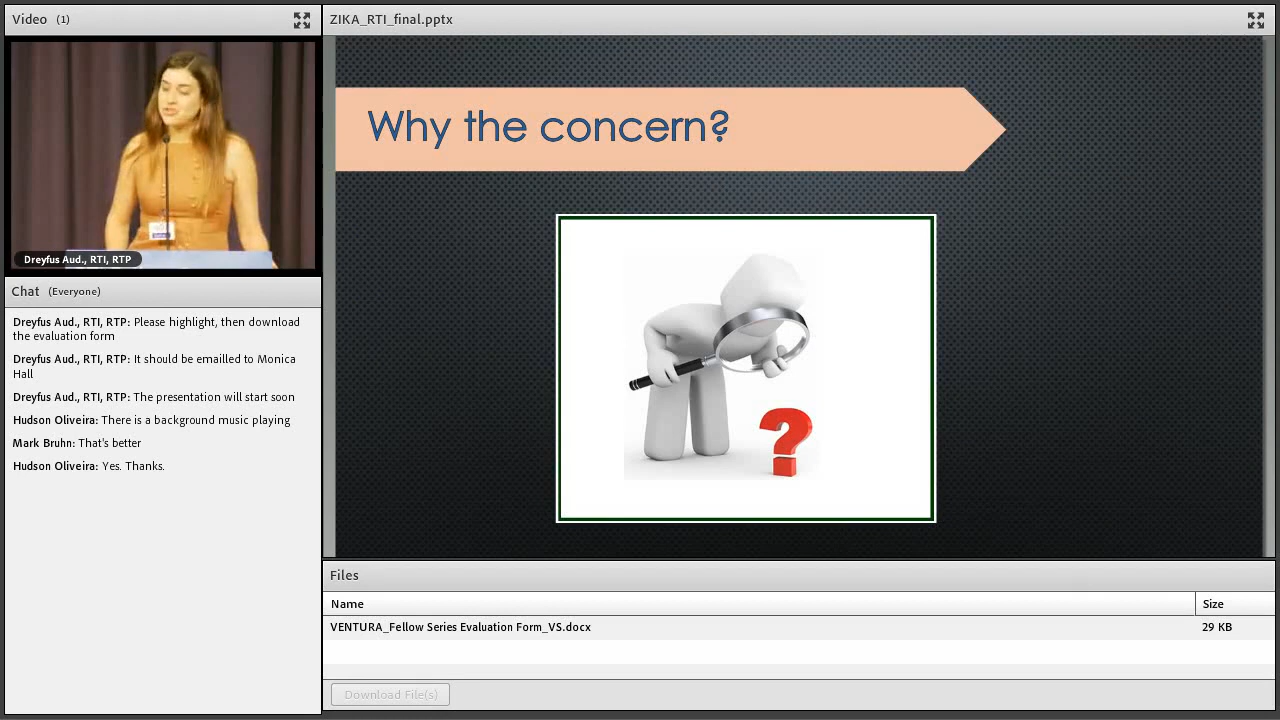 Video (1)
Dreyfus Aud., RTI, RTP
Chat (Everyone)
Dreyfus Aud., RTI, RTP: Please highlight, then download
the evaluation form
Dreyfus Aud., RTI, RTP: It should be emailled to Monica
Hall
Dreyfus Aud., RTI, RTP: The presentation will start soon
Hudson Oliveira: There is a background music playing
Mark Bruhn: That's better
Hudson Oliveira: Yes. Thanks.
ZIKA_RTI_final.pptx
Why the concern?
?
Files
Name Size
VENTURA_Fellow Series Evaluation Form_VS.docx 29 KB
Download File(s)